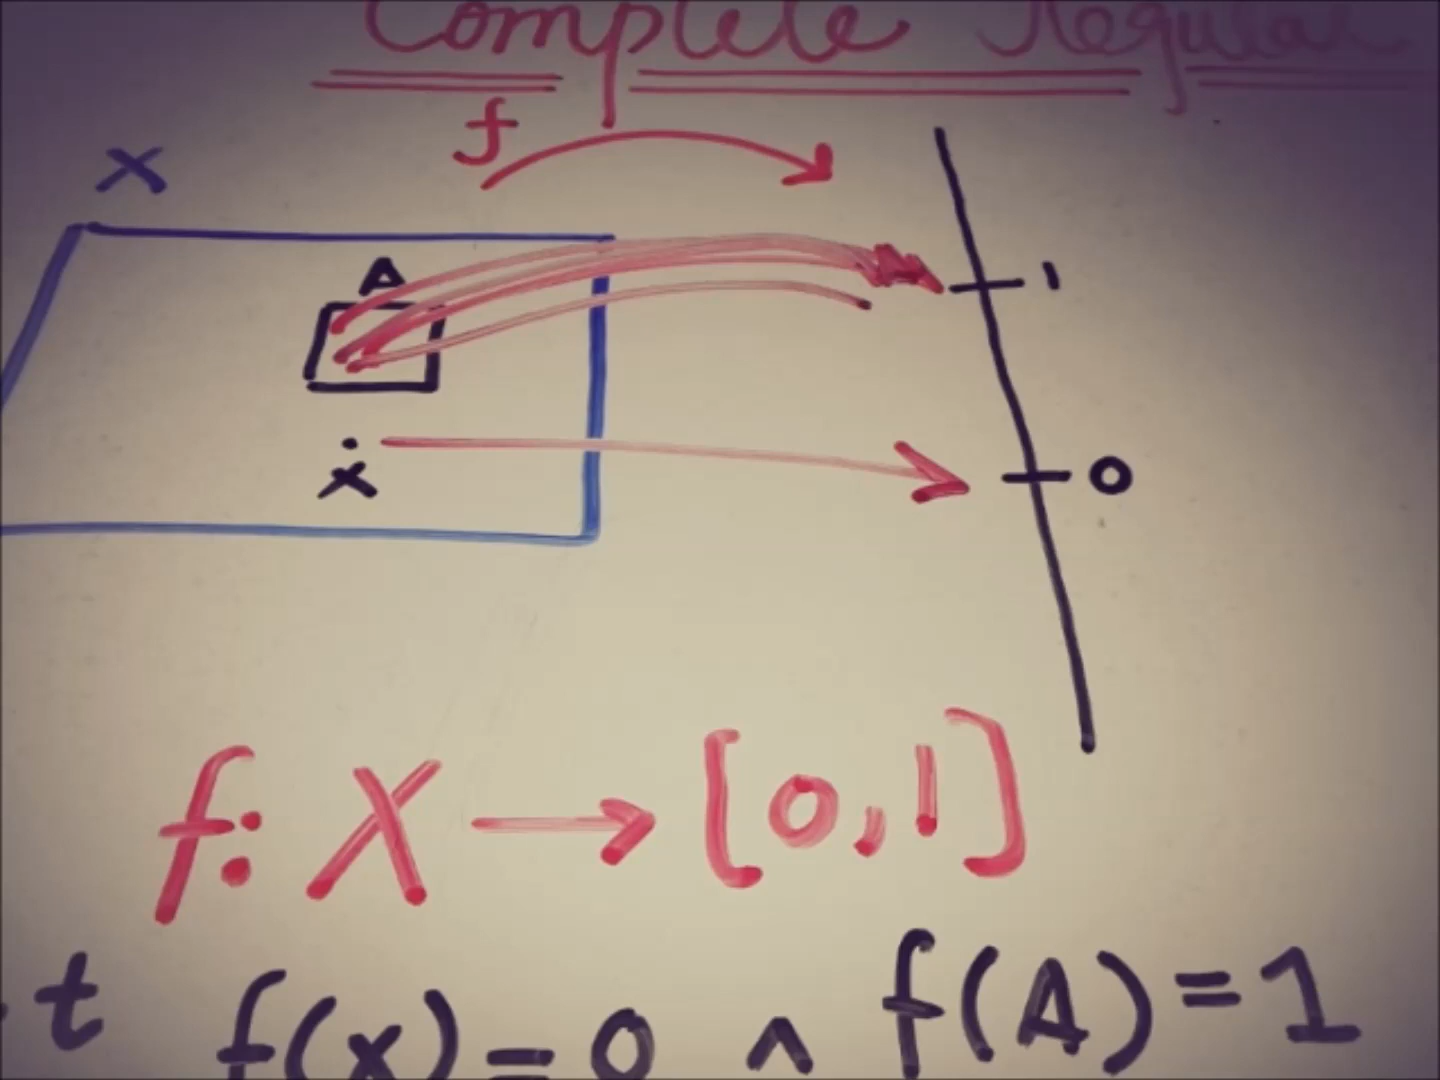 Complete Regular
f
X
A
1
x
0
f: X → [0,1]
t f(x)=0 ∧ f(A)=1